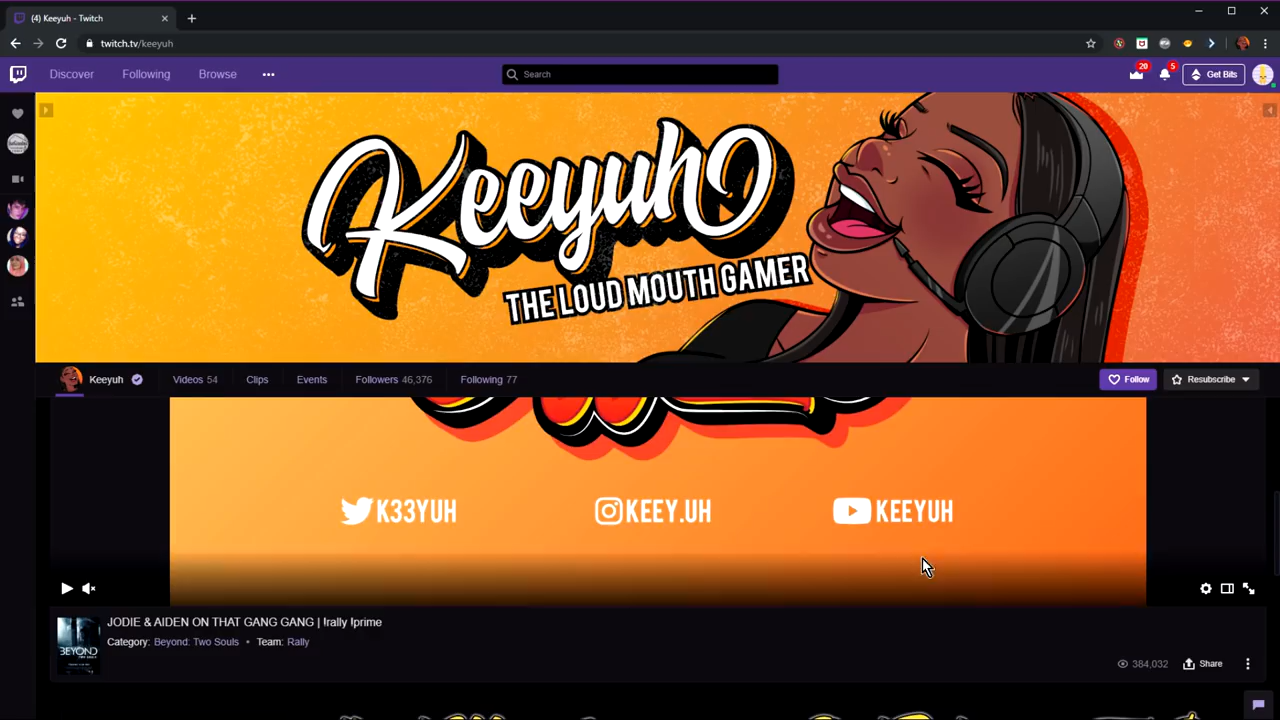 (4) Keeyuh - Twitch
twitch.tv/keeyuh
Discover
Following
Browse
Search
20
5
Get Bits
Keeyuh
THE LOUD MOUTH GAMER
Keeyuh
Videos 54
Clips
Events
Followers 46,376
Following 77
Follow
Resubscribe
K33YUH
KEEY.UH
KEEYUH
JODIE & AIDEN ON THAT GANG GANG | !rally !prime
Category: Beyond: Two Souls • Team: Rally
BEYOND
384,032
Share